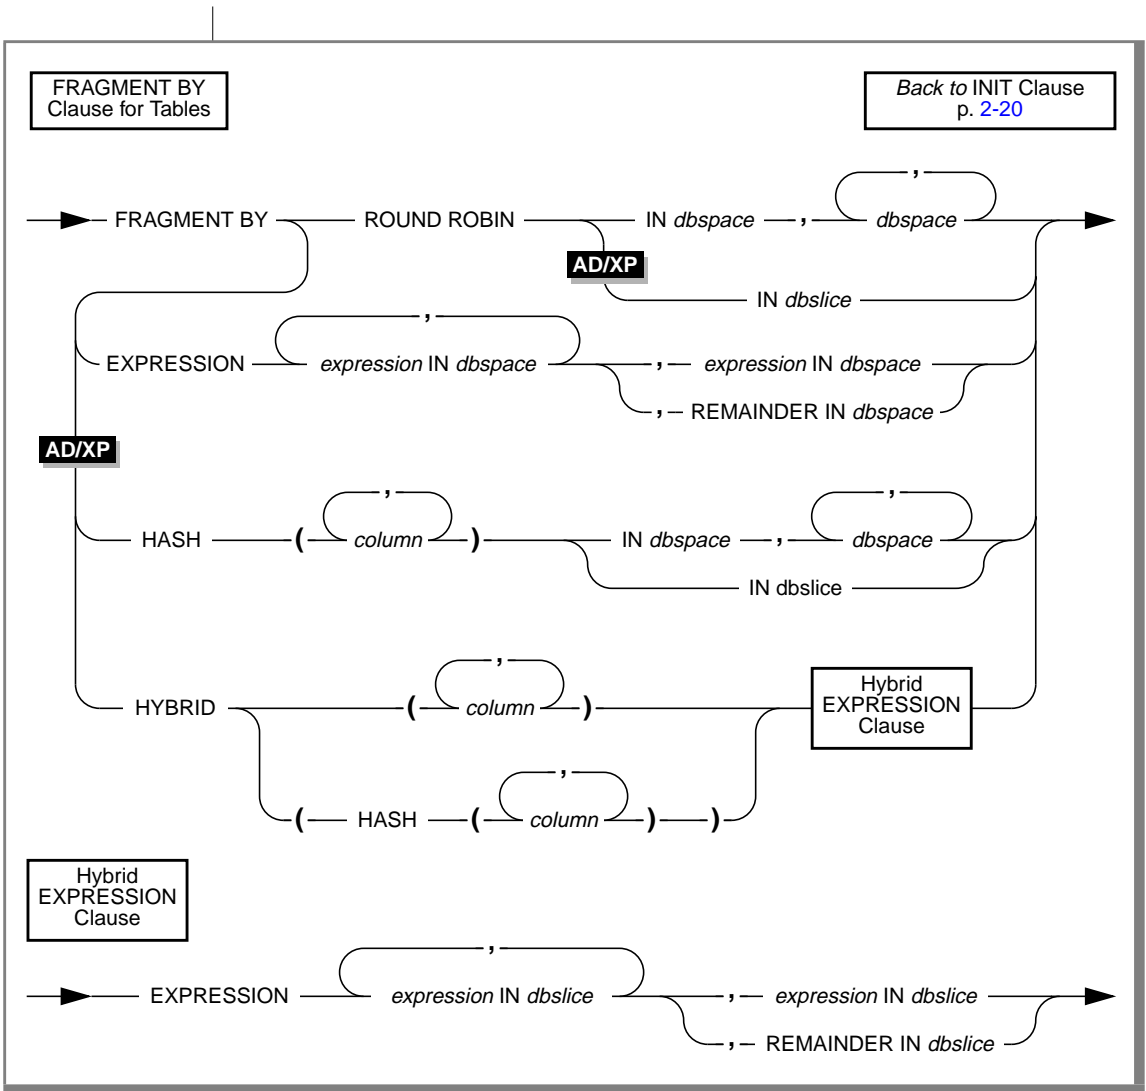 FRAGMENT BY
Clause for Tables
Back to INIT Clause
p. 2-20
,
FRAGMENT BY ROUND ROBIN IN dbspace , dbspace
AD/XP
IN dbslice
,
EXPRESSION expression IN dbspace , expression IN dbspace
, REMAINDER IN dbspace
AD/XP
, ,
HASH ( column ) IN dbspace , dbspace
IN dbslice
,
HYBRID ( column ) Hybrid
EXPRESSION
Clause
,
( HASH ( column ) )
Hybrid
EXPRESSION
Clause
,
EXPRESSION expression IN dbslice , expression IN dbslice
, REMAINDER IN dbslice